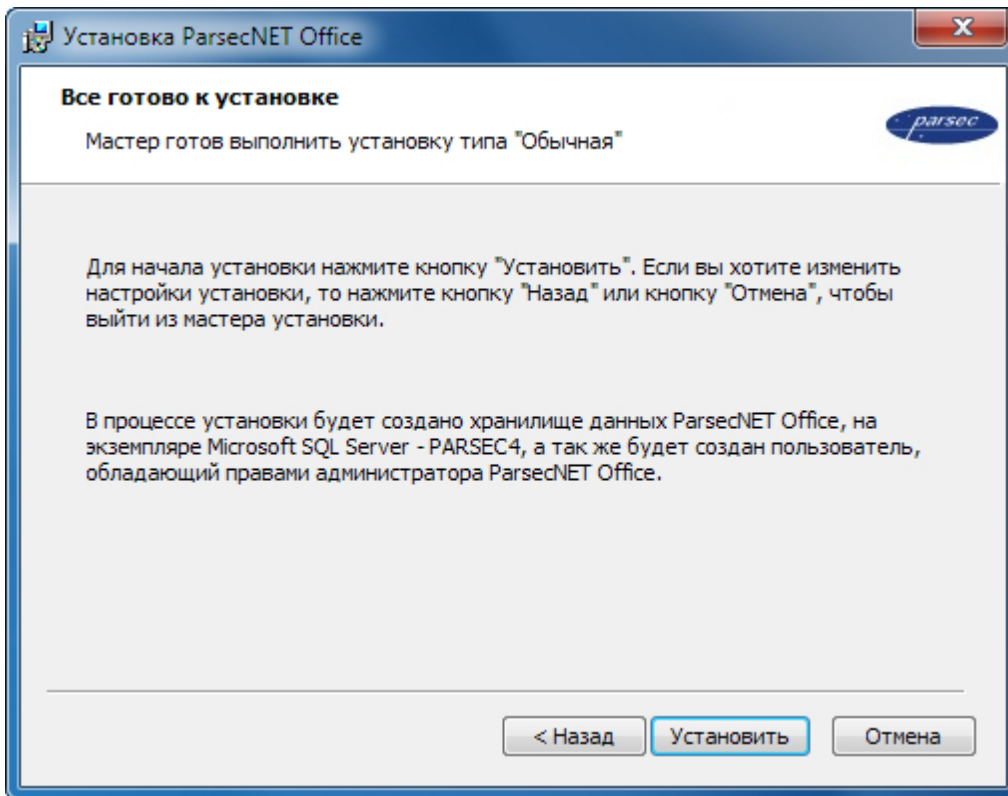 Установка ParsecNET Office
Все готово к установке
Мастер готов выполнить установку типа "Обычная"
parsec
Для начала установки нажмите кнопку "Установить". Если вы хотите изменить
настройки установки, то нажмите кнопку "Назад" или кнопку "Отмена", чтобы
выйти из мастера установки.
В процессе установки будет создано хранилище данных ParsecNET Office, на
экземпляре Microsoft SQL Server - PARSEC4, а так же будет создан пользователь,
обладающий правами администратора ParsecNET Office.
< Назад
Установить
Отмена